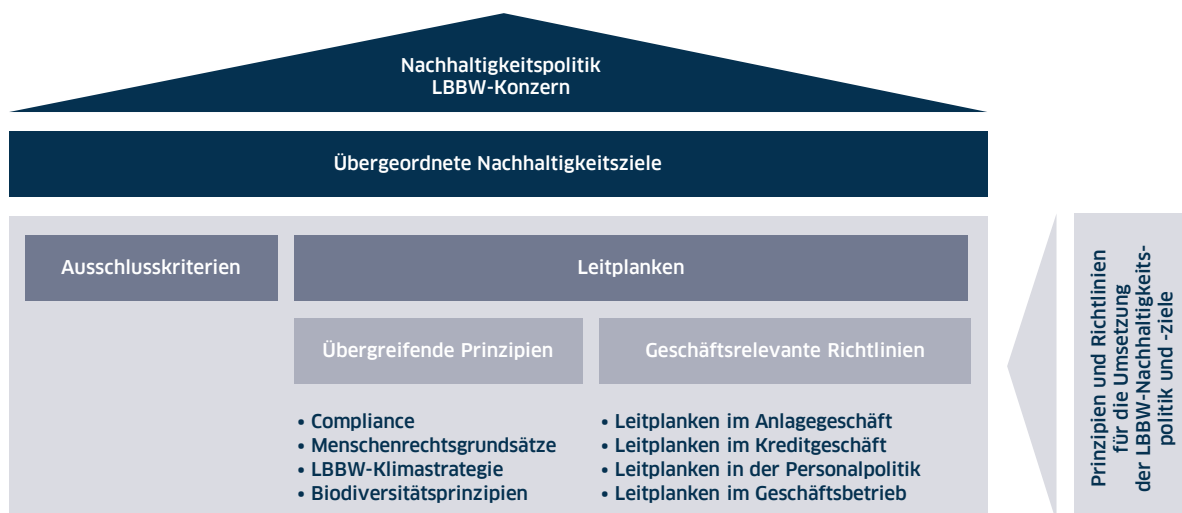 Nachhaltigkeitspolitik
LBBW-Konzern
Übergeordnete Nachhaltigkeitsziele
Ausschlusskriterien
Leitplanken
Übergreifende Prinzipien
Geschäftsrelevante Richtlinien
• Compliance
• Menschenrechtsgrundsätze
• LBBW-Klimastrategie
• Biodiversitätsprinzipien
• Leitplanken im Anlagegeschäft
• Leitplanken im Kreditgeschäft
• Leitplanken in der Personalpolitik
• Leitplanken im Geschäftsbetrieb
Prinzipien und Richtlinien
für die Umsetzung
der LBBW-Nachhaltigkeits-
politik und -ziele